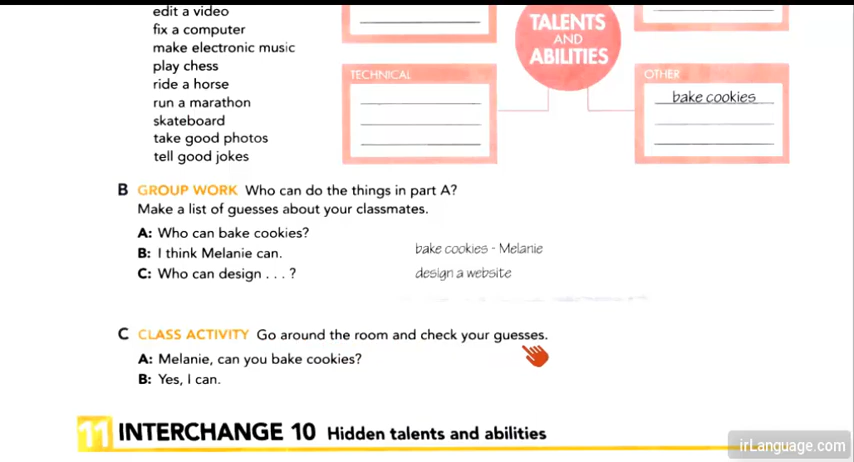 edit a video
fix a computer
make electronic music
play chess
ride a horse
run a marathon
skateboard
take good photos
tell good jokes
TALENTS
AND
ABILITIES
TECHNICAL
OTHER
bake cookies
B GROUP WORK Who can do the things in part A?
Make a list of guesses about your classmates.
A: Who can bake cookies?
B: I think Melanie can.
C: Who can design . . . ?
bake cookies - Melanie
design a website
C CLASS ACTIVITY Go around the room and check your guesses.
A: Melanie, can you bake cookies?
B: Yes, I can.
11 INTERCHANGE 10 Hidden talents and abilities
irLanguage.com